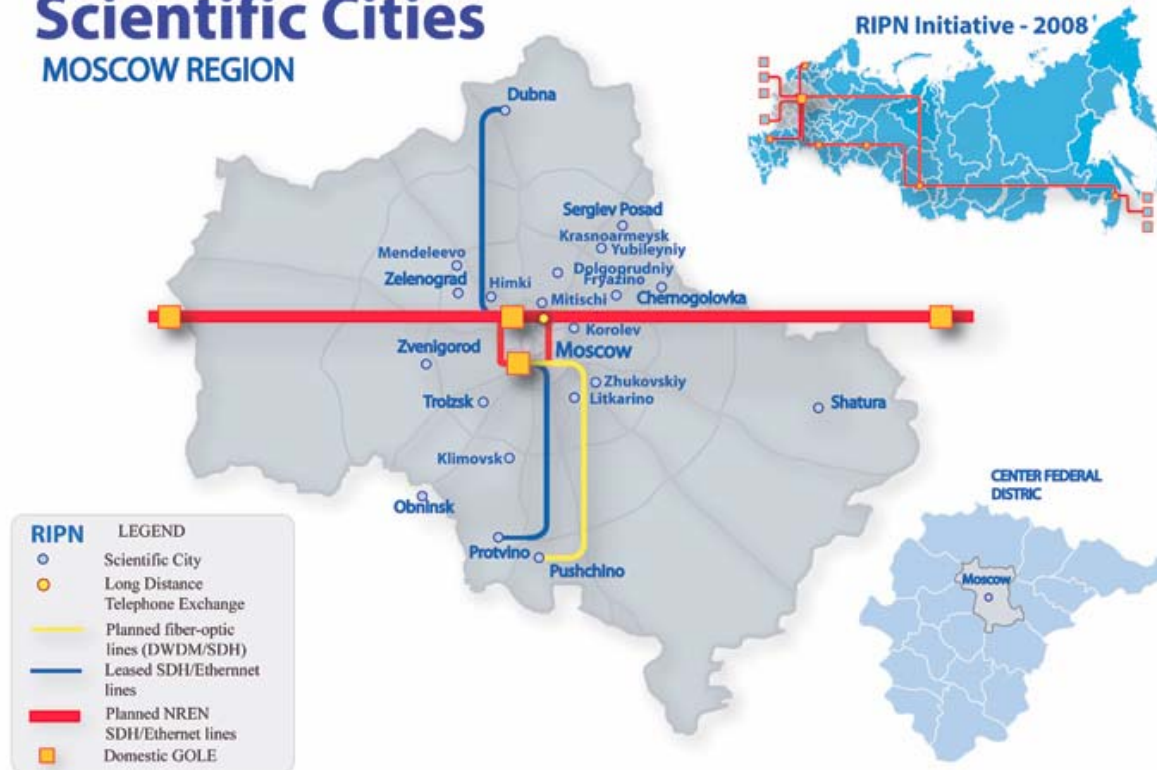 Scientific Cities
MOSCOW REGION
RIPN Initiative - 2008
Dubna
Sergiev Posad
Krasnoarmeysk
Yubileyniy
Mendeleevo
Dolgoprudniy
Zelenograd
Himki
Fryazino
Mitischi
Chernogolovka
Korolev
Zvenigorod
Moscow
Zhukovskiy
Litkarino
Troizsk
Shatura
Klimovsk
Obninsk
Protvino
Pushchino
CENTER FEDERAL
DISTRIC
Moscow
RIPN LEGEND
Scientific City
Long Distance
Telephone Exchange
Planned fiber-optic
lines (DWDM/SDH)
Leased SDH/Ethernnet
lines
Planned NREN
SDH/Ethernet lines
Domestic GOLE